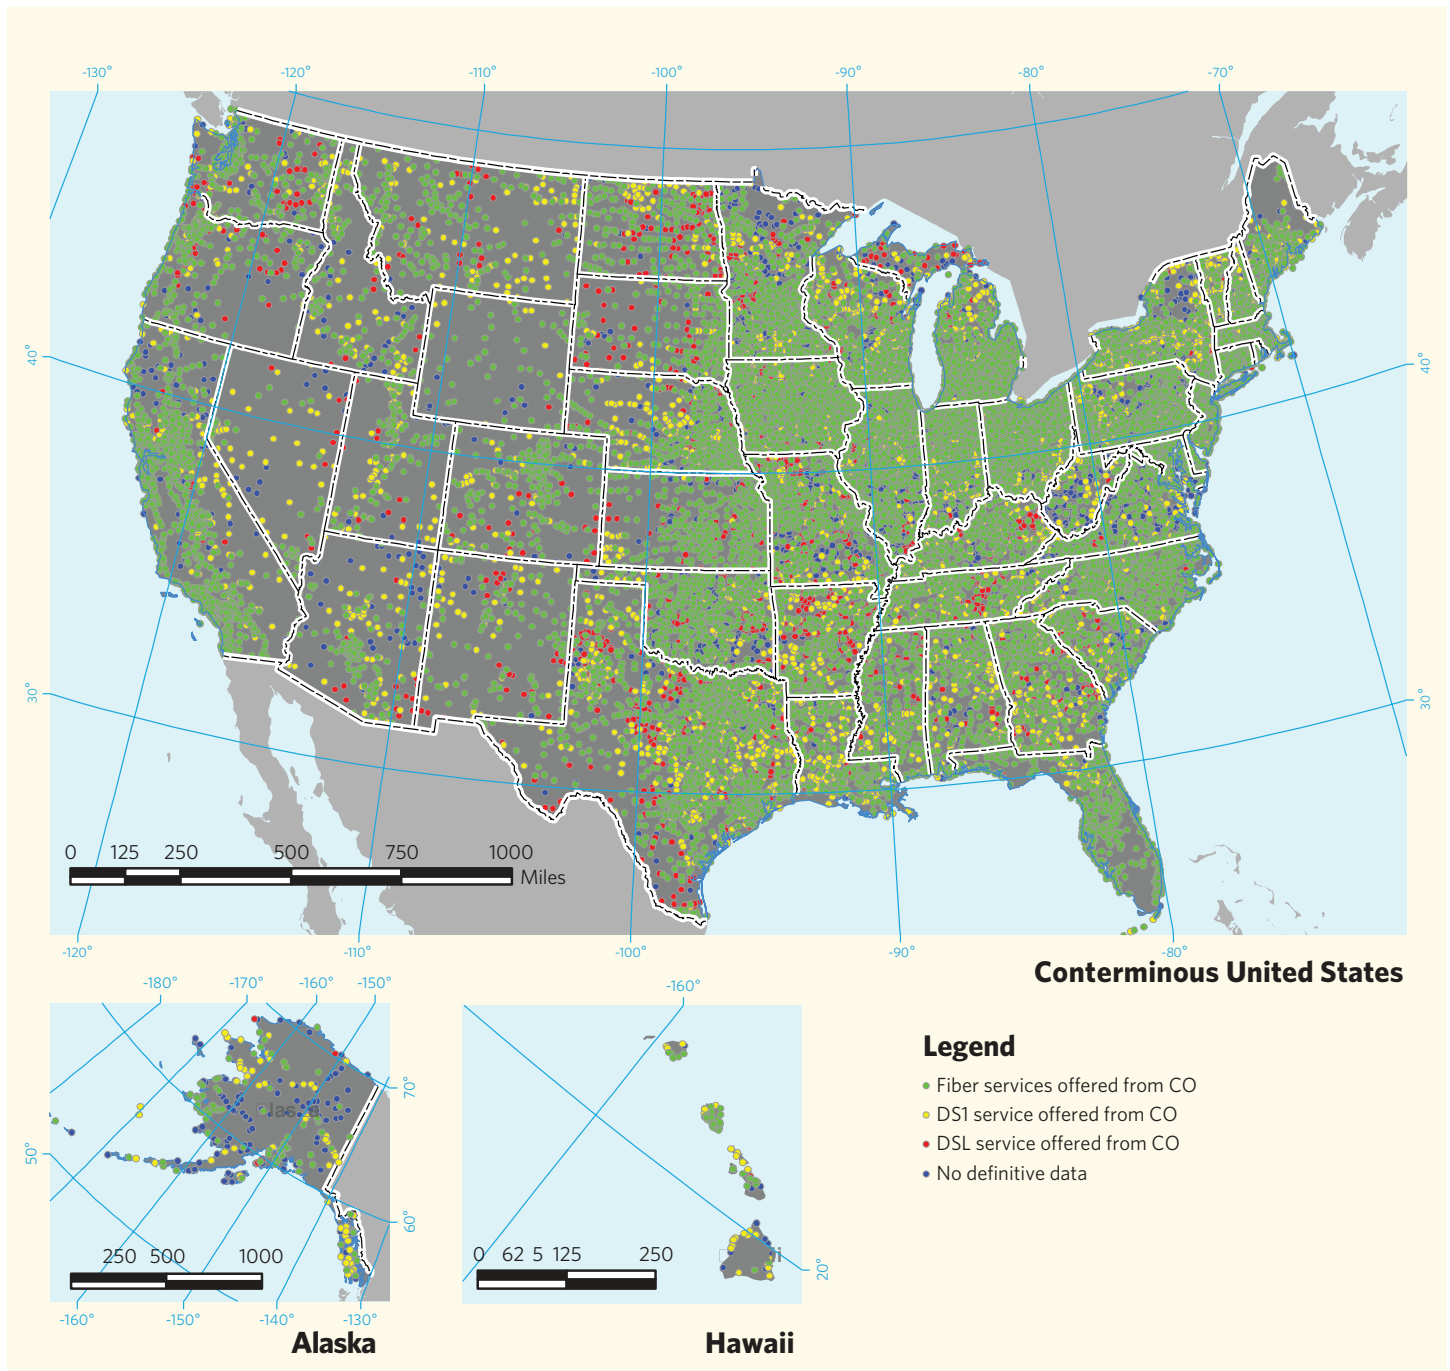 -130°
-120°
-110°
-100°
-90°
-80°
-70°
40°
40°
30°
30°
0 125 250 500 750 1000
Miles
-120°
-110°
-100°
-90°
-80°
Conterminous United States
-180°
-170°
-160°
-150°
70°
50°
60°
250 500 1000
-160°
-150°
-140°
-130°
Alaska
-160°
20°
0 62 5 125 250
Hawaii
Legend
Fiber services offered from CO
DS1 service offered from CO
DSL service offered from CO
No definitive data